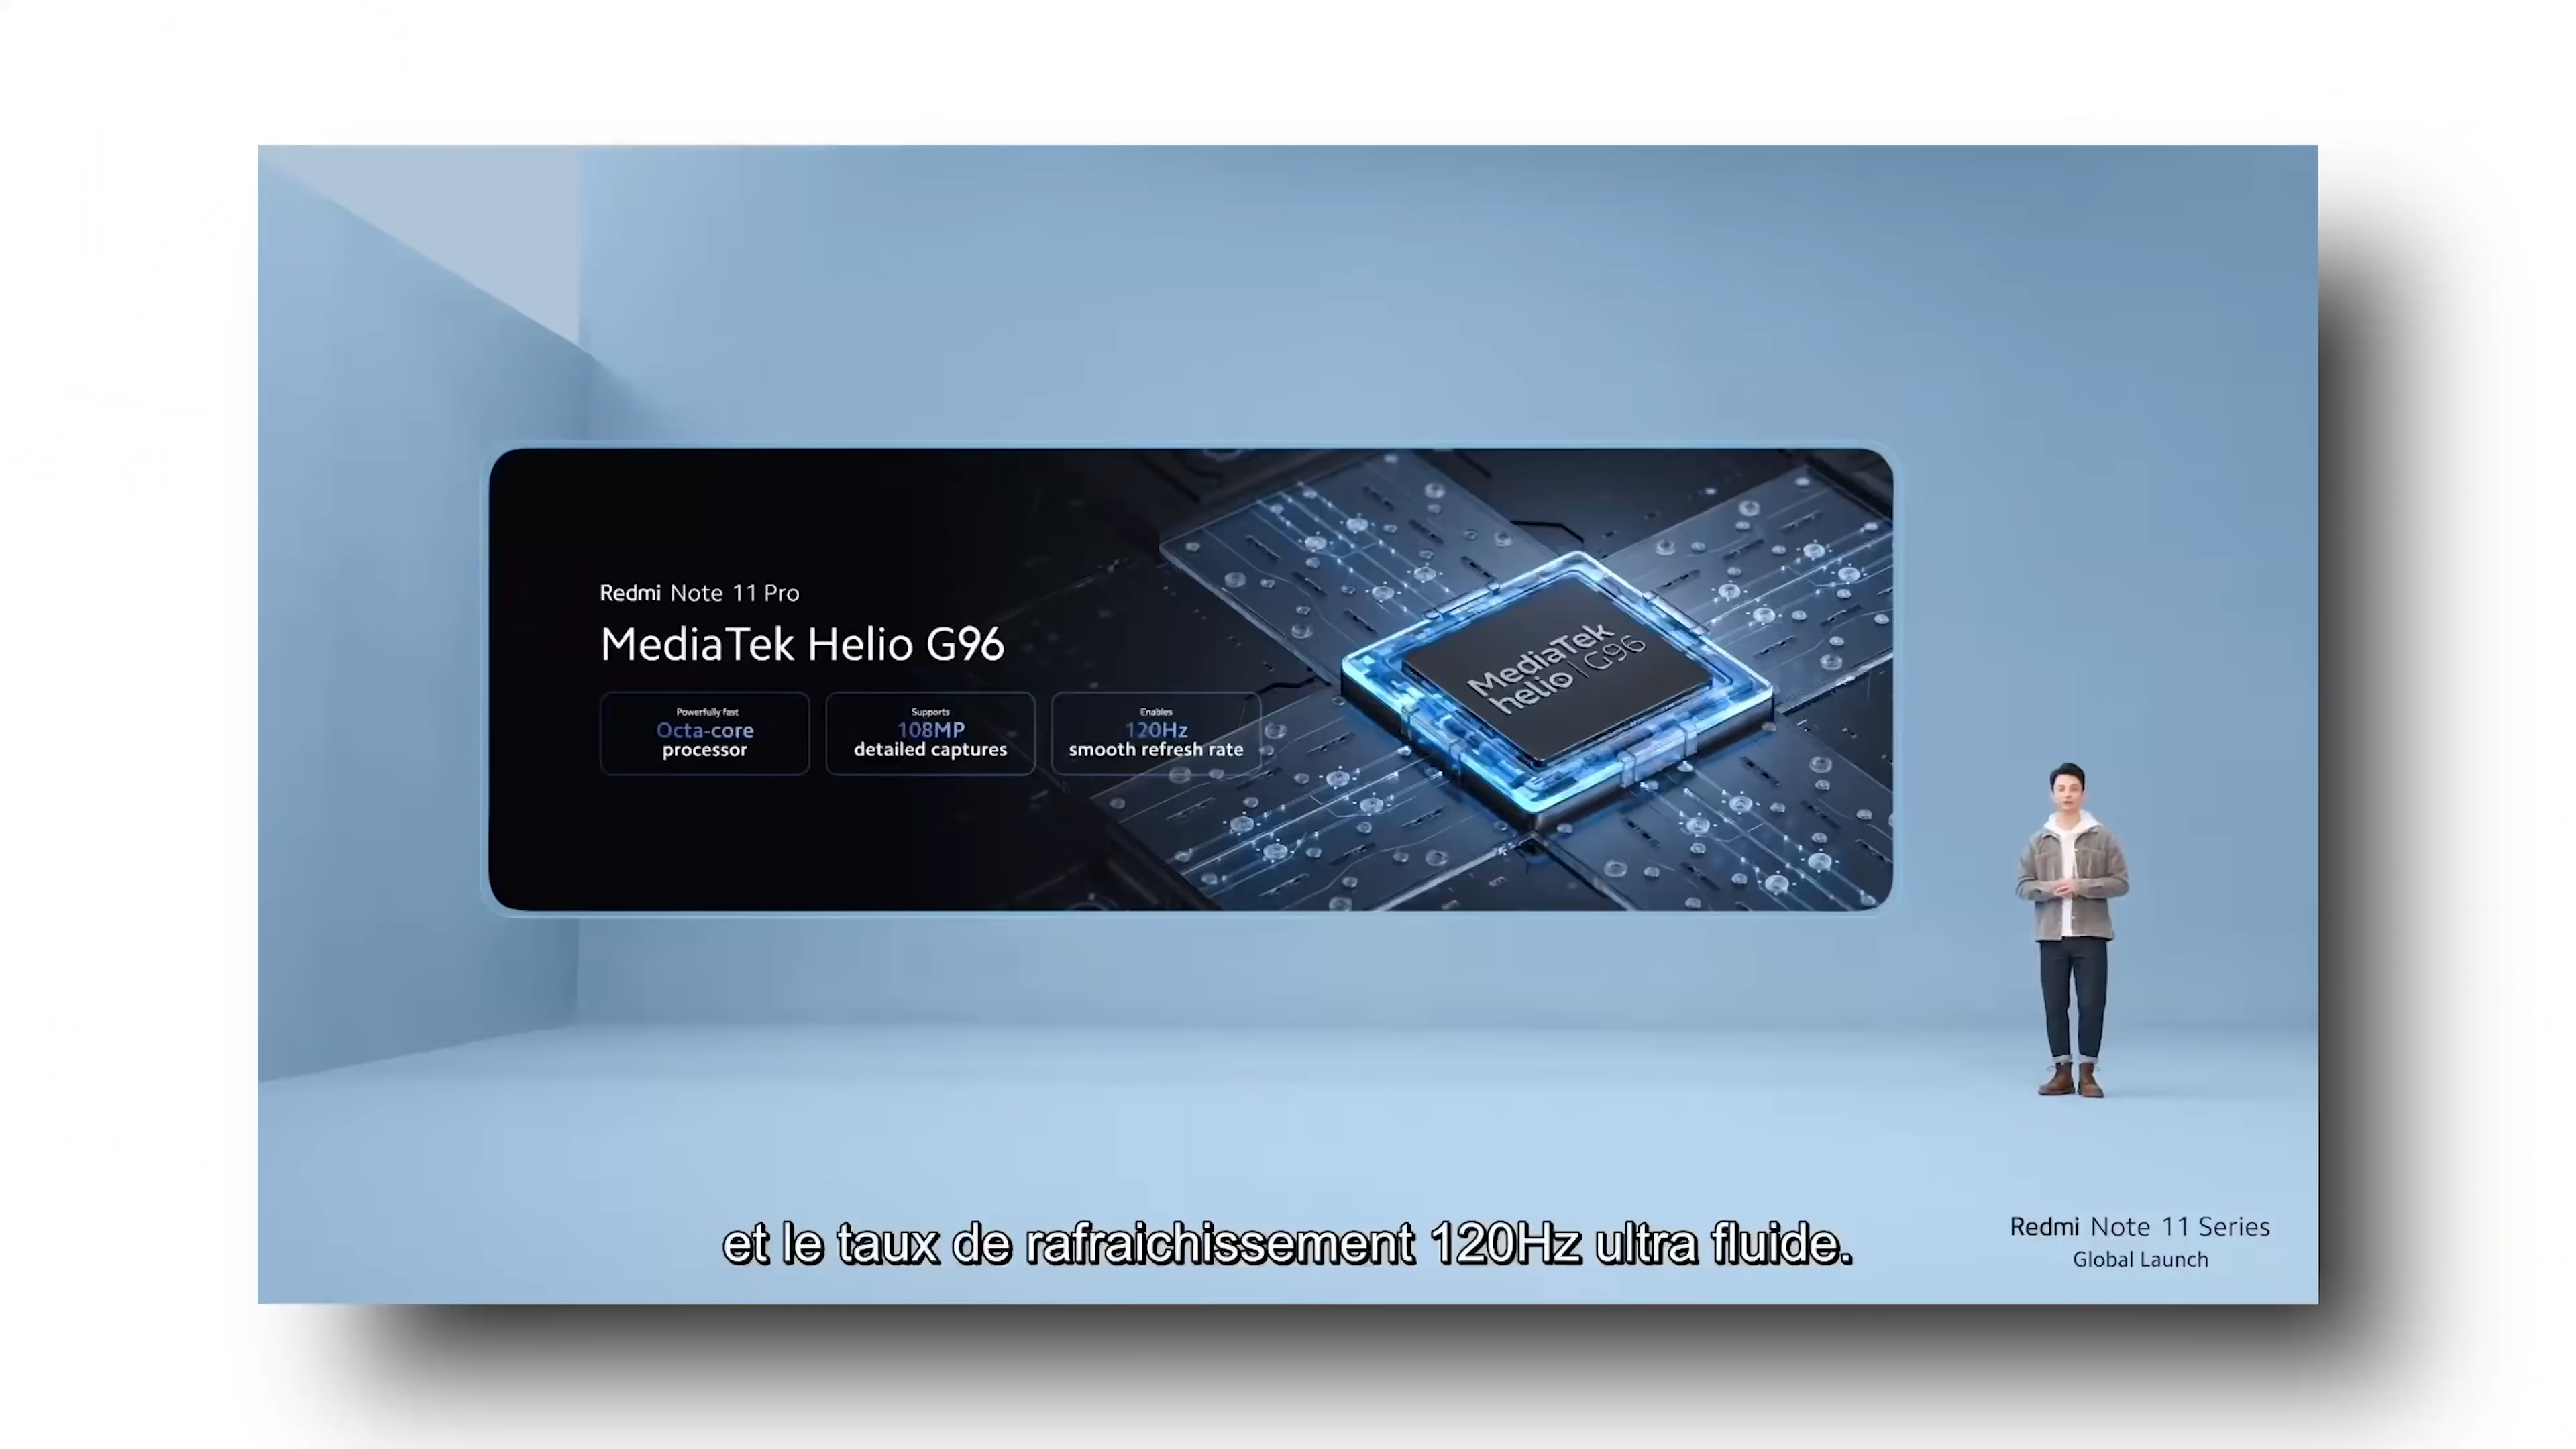 Redmi Note 11 Pro
MediaTek Helio G96
Powerfully fast
Octa-core
processor
Supports
108MP
detailed captures
Enables
120Hz
smooth refresh rate
MediaTek
helio | G96
et le taux de rafraichissement 120Hz ultra fluide.
Redmi Note 11 Series
Global Launch